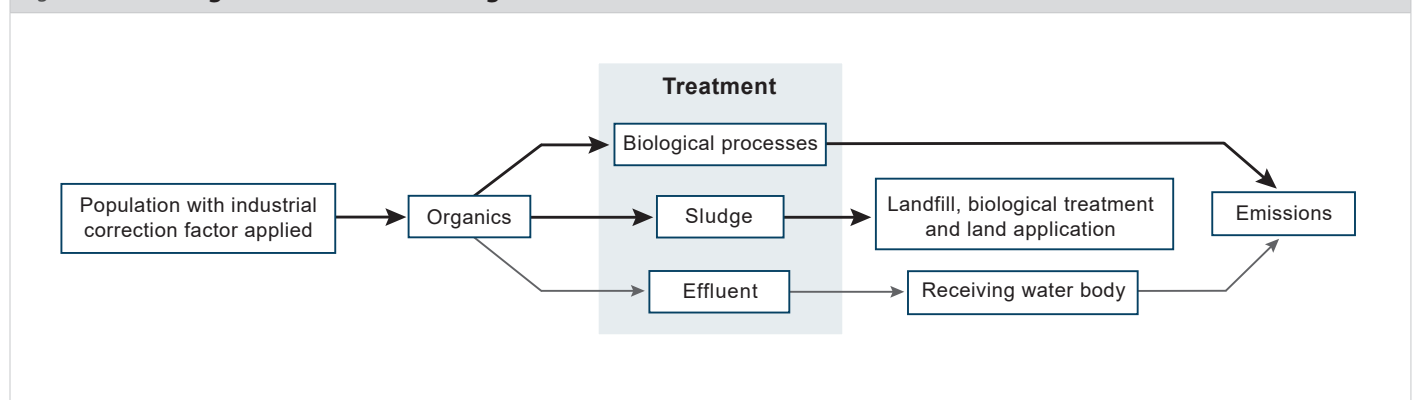 Treatment
Biological processes
Population with industrial
correction factor applied
Organics
Sludge
Landfill, biological treatment
and land application
Emissions
Effluent
Receiving water body